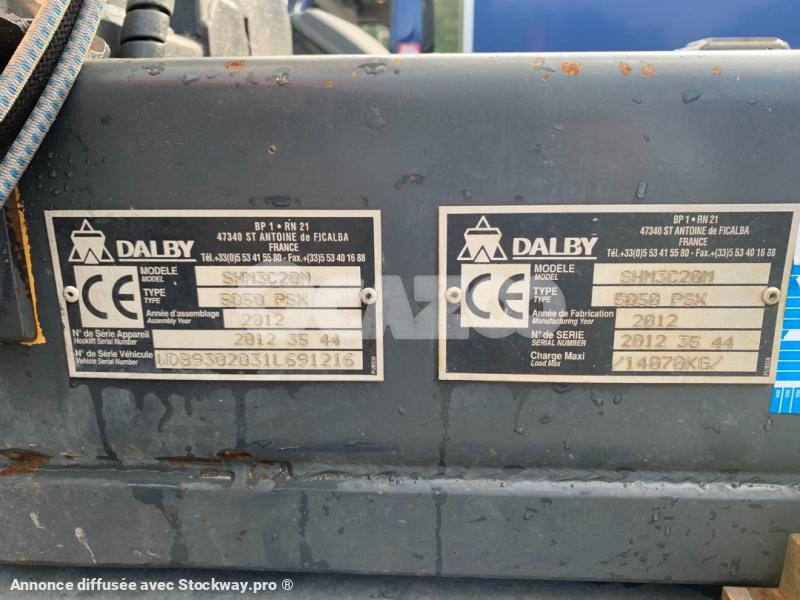 BP 1 • RN 21
47340 ST ANTOINE de FICALBA
FRANCE
DALBY
Tél.+33(0)5 53 41 55 80 - Fax.+(33)5 53 40 16 88
CE
MODELE
MODEL
SHM3C20M
TYPE
TYPE
5050 PSX
Année d'assemblage
Assembly Year
2012
N° de Série Appareil
Hooklift Serial Number
2012 35 44
N° de Série Véhicule
Vehicle Serial Number
WDB9302031L691216
BP 1 • RN 21
47340 ST ANTOINE de FICALBA
FRANCE
DALBY
Tél.+33(0)5 53 41 55 80 - Fax.+(33)5 53 40 16 88
CE
MODELE
MODEL
SHM3C20M
TYPE
TYPE
5050 PSX
Année de Fabrication
Manufacturing Year
2012
N° de SERIE
SERIAL NUMBER
2012 35 44
Charge Maxi
Load Max
/14070KG/
Annonce diffusée avec Stockway.pro ®